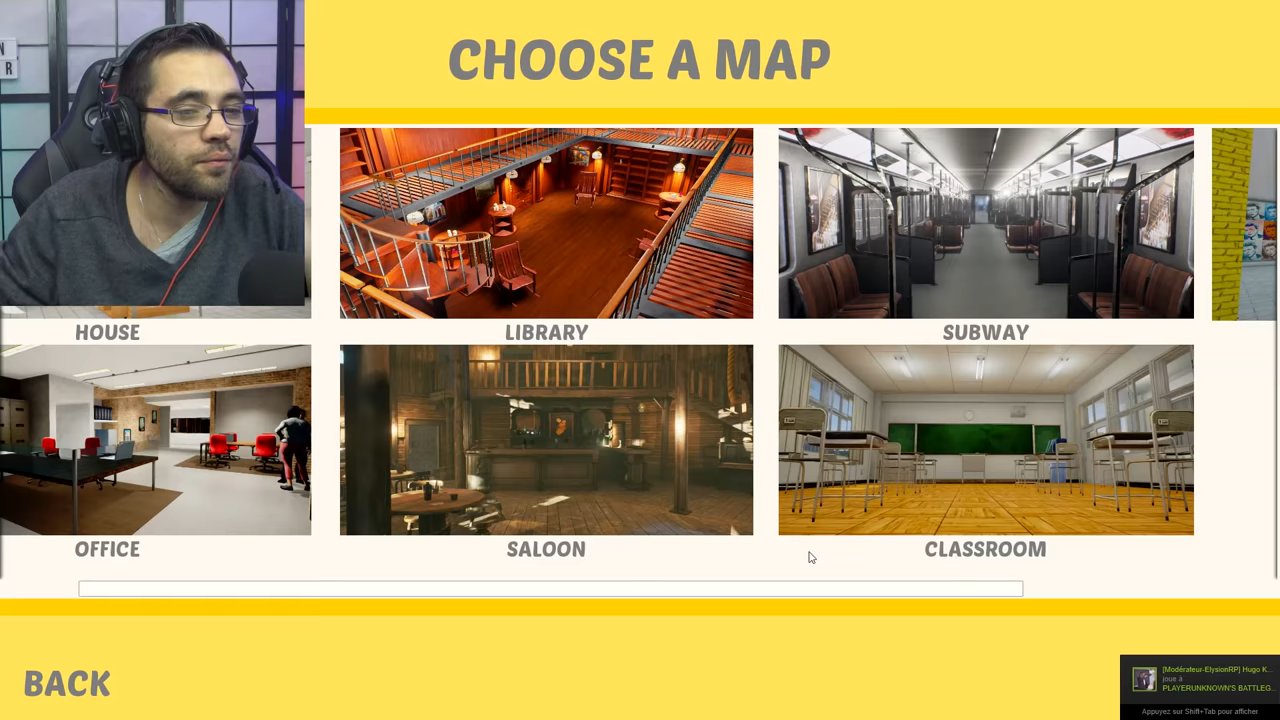 N
R
CHOOSE A MAP
HOUSE
LIBRARY
SUBWAY
OFFICE
SALOON
CLASSROOM
BACK
[Modérateur-ElysionRP] Hugo K...
joue à
PLAYERUNKNOWN'S BATTLEG...
Appuyez sur Shift+Tab pour afficher